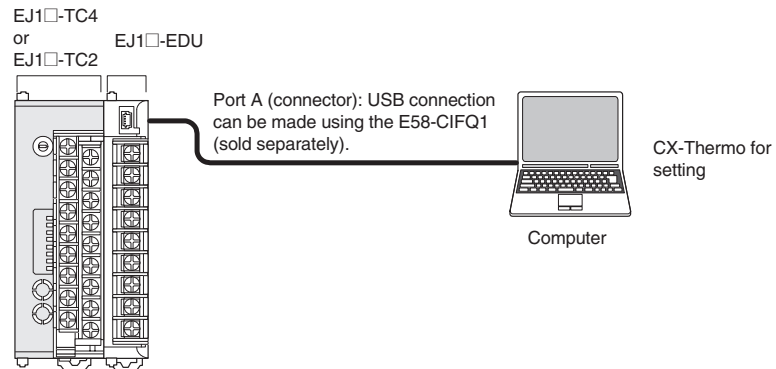 EJ1□-TC4
or
EJ1□-TC2
EJ1□-EDU
Port A (connector): USB connection
can be made using the E58-CIFQ1
(sold separately).
CX-Thermo for
setting
Computer